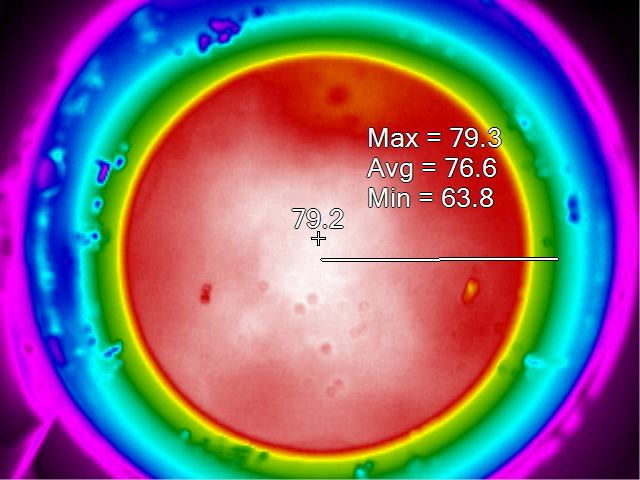 Max = 79.3
Avg = 76.6
Min = 63.8
79.2